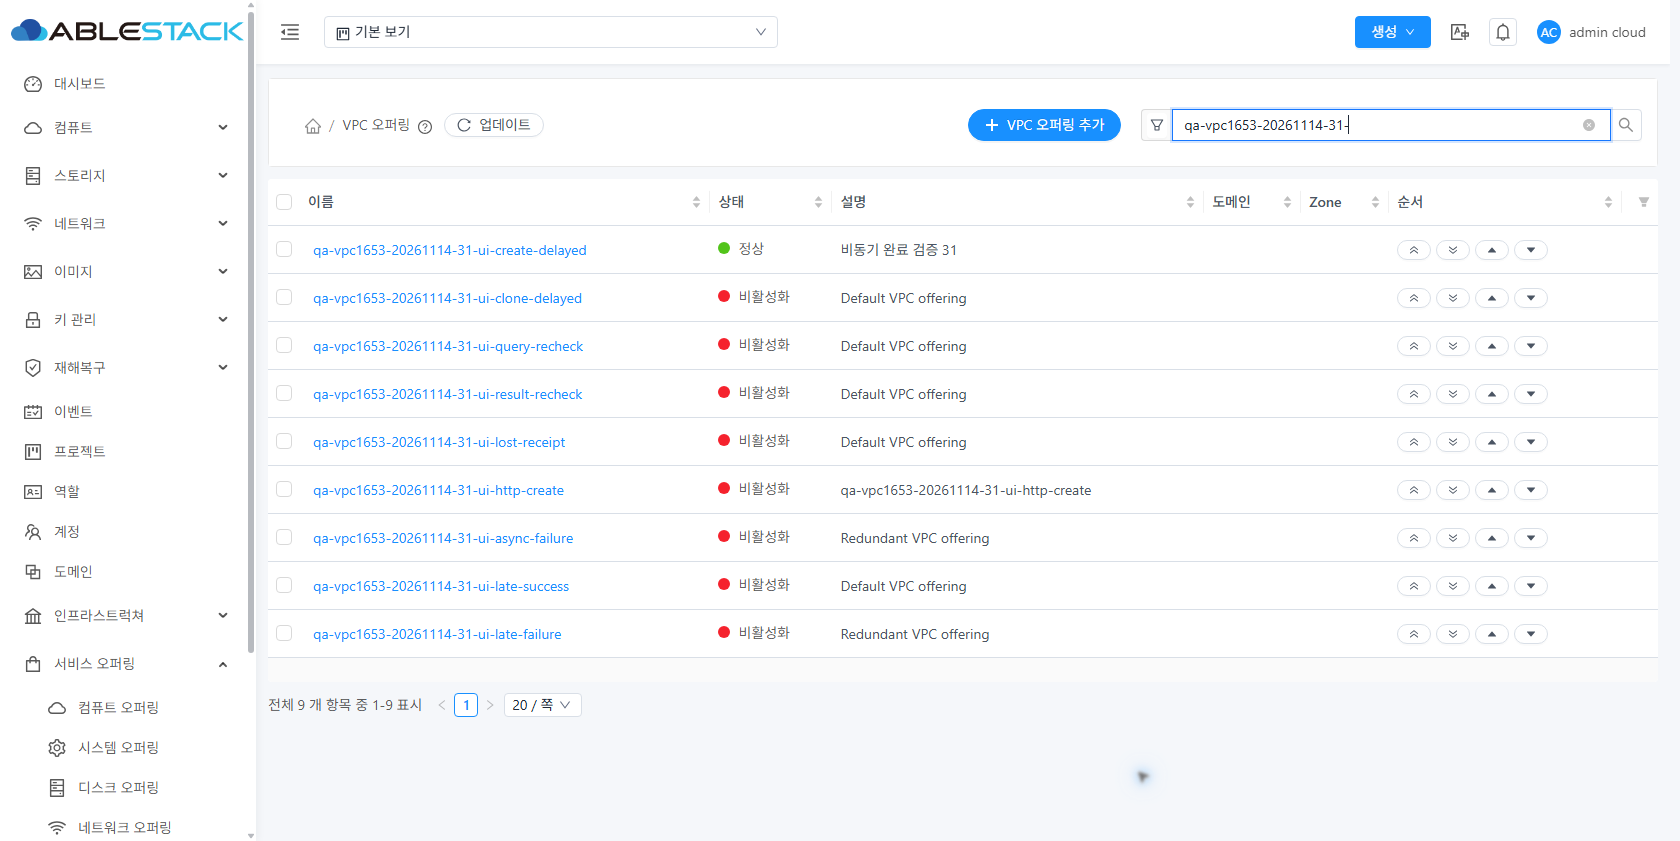 ABLESTACK
기본 보기
생성
AC
admin cloud
대시보드
컴퓨트
스토리지
네트워크
이미지
키 관리
재해복구
이벤트
프로젝트
역할
계정
도메인
인프라스트럭쳐
서비스 오퍼링
컴퓨트 오퍼링
시스템 오퍼링
디스크 오퍼링
네트워크 오퍼링
/ VPC 오퍼링
업데이트
+ VPC 오퍼링 추가
qa-vpc1653-20261114-31-
이름 상태 설명 도메인 Zone 순서
qa-vpc1653-20261114-31-ui-create-delayed 정상 비동기 완료 검증 31
qa-vpc1653-20261114-31-ui-clone-delayed 비활성화 Default VPC offering
qa-vpc1653-20261114-31-ui-query-recheck 비활성화 Default VPC offering
qa-vpc1653-20261114-31-ui-result-recheck 비활성화 Default VPC offering
qa-vpc1653-20261114-31-ui-lost-receipt 비활성화 Default VPC offering
qa-vpc1653-20261114-31-ui-http-create 비활성화 qa-vpc1653-20261114-31-ui-http-create
qa-vpc1653-20261114-31-ui-async-failure 비활성화 Redundant VPC offering
qa-vpc1653-20261114-31-ui-late-success 비활성화 Default VPC offering
qa-vpc1653-20261114-31-ui-late-failure 비활성화 Redundant VPC offering
전체 9 개 항목 중 1-9 표시 < 1 > 20 / 쪽